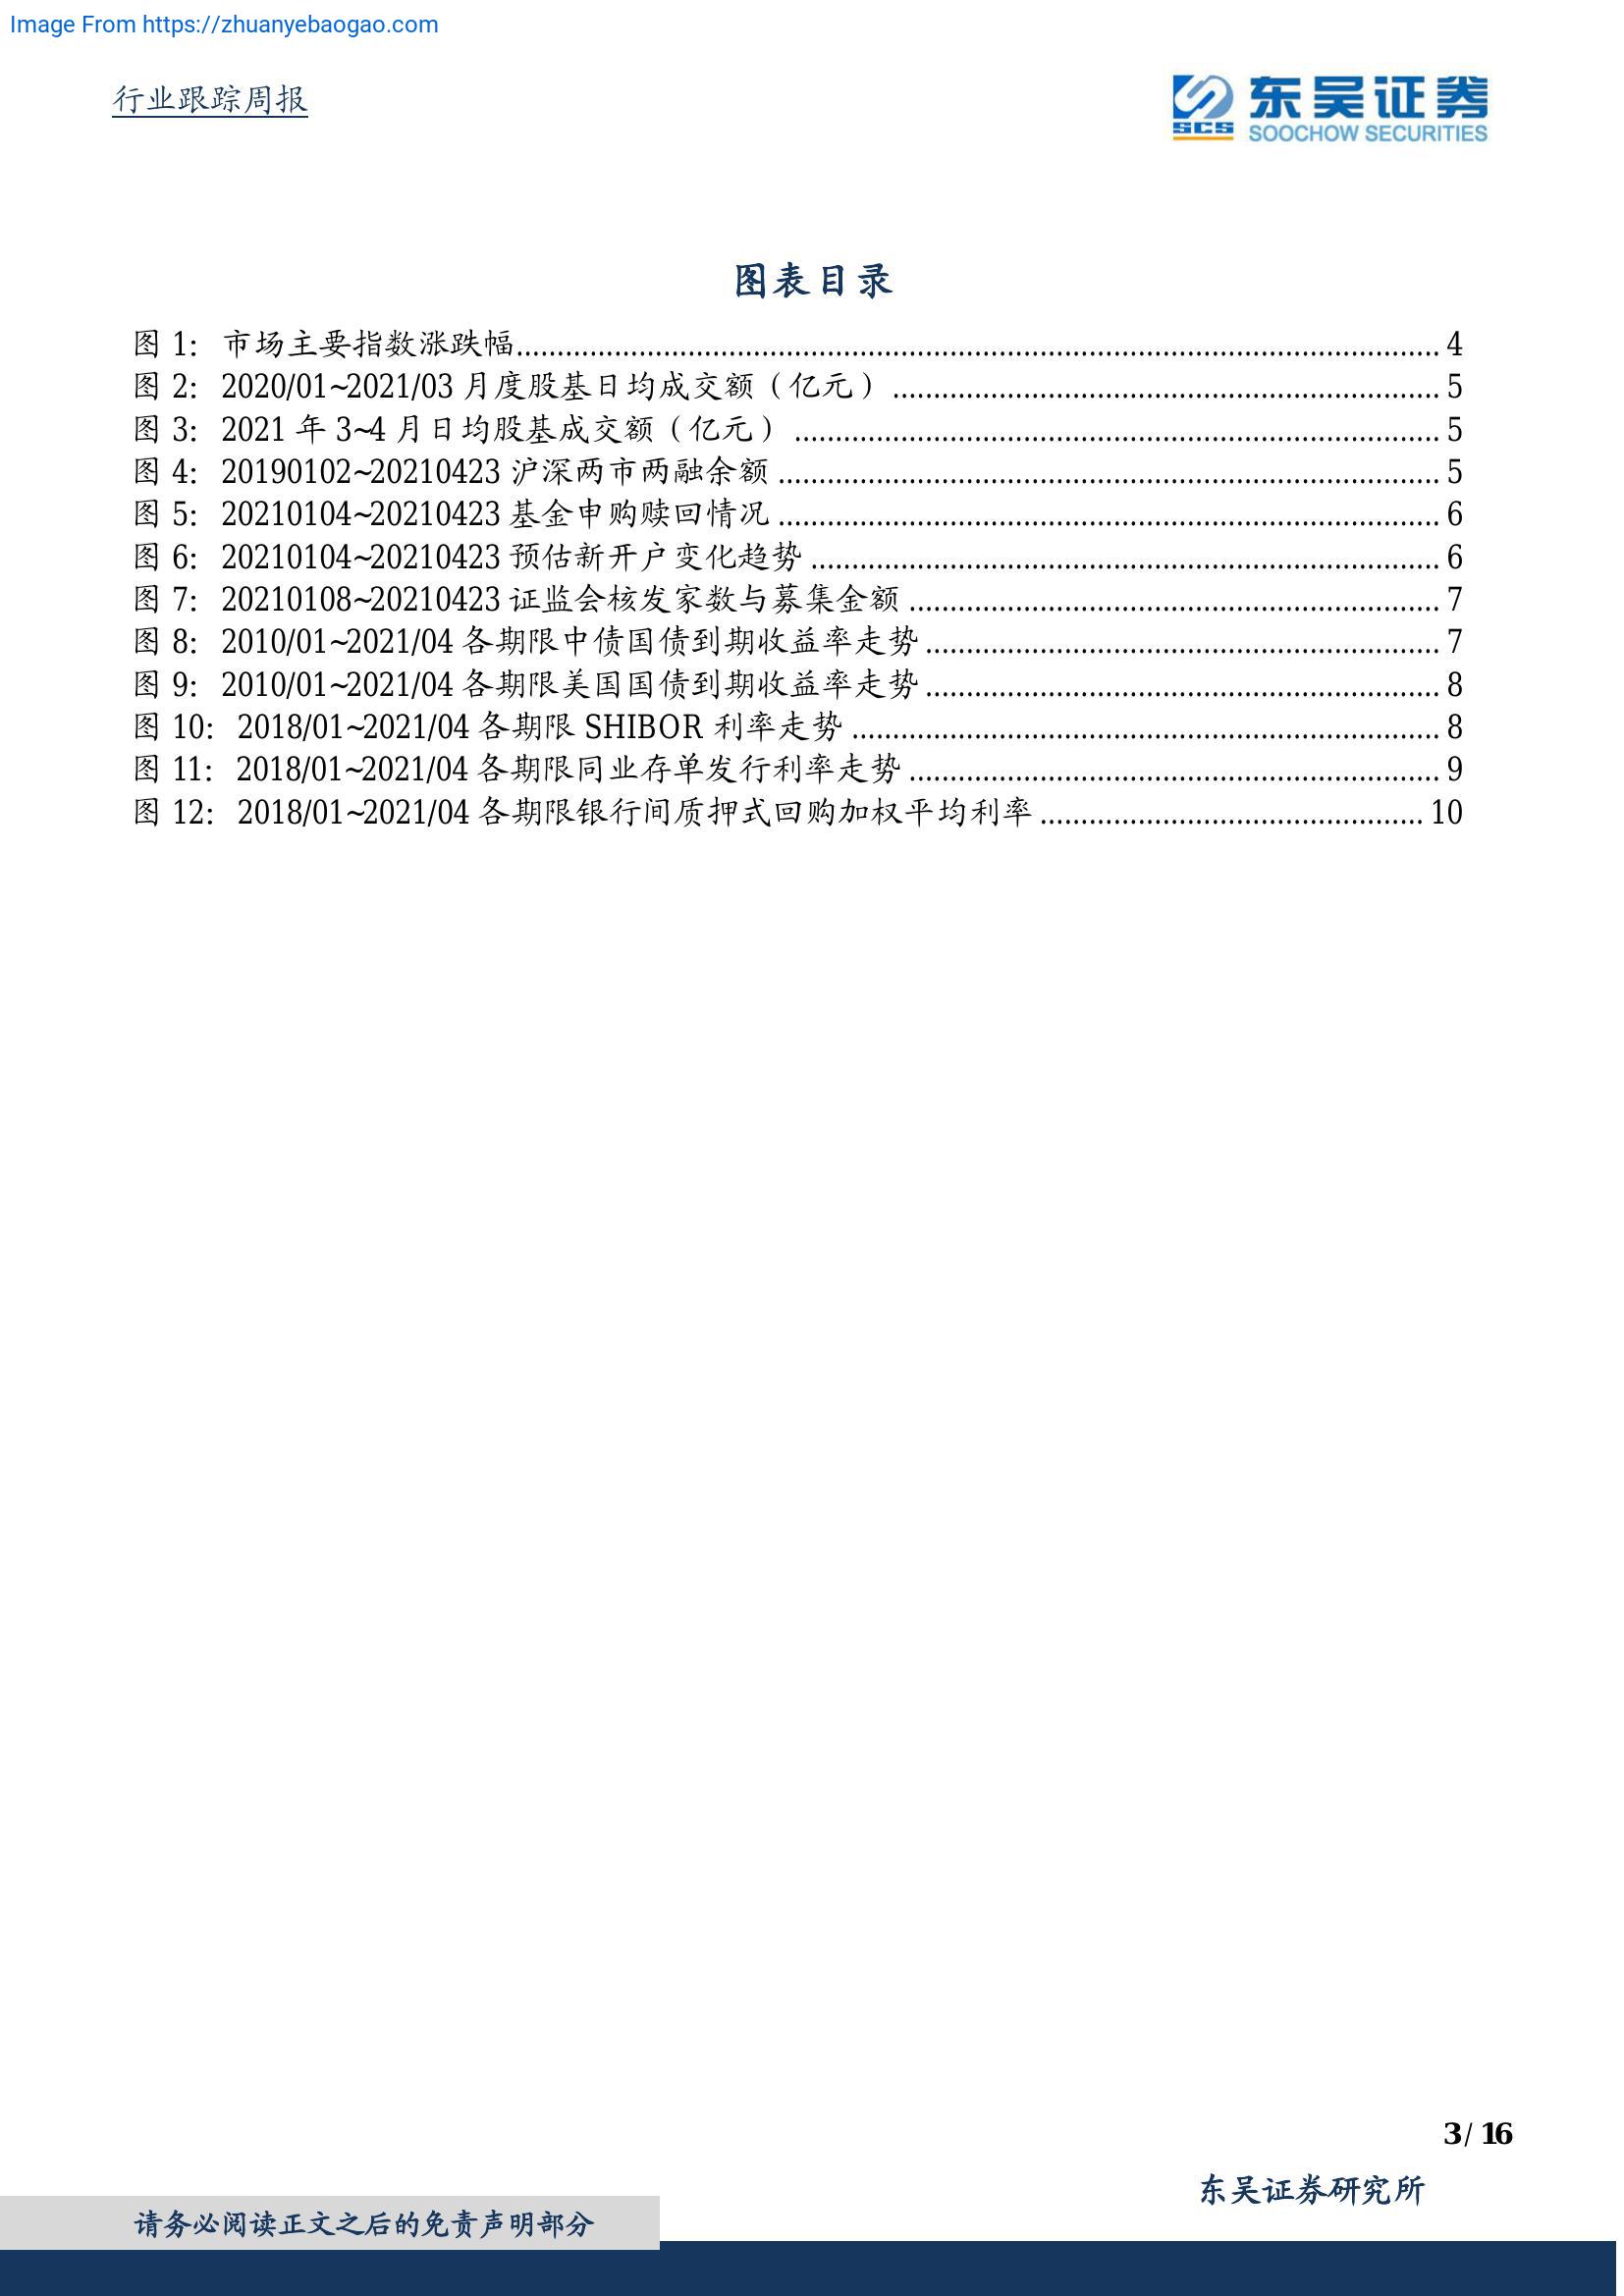 Image From https://zhuanyebaogao.com
行业跟踪周报
SCS
东吴证券
SOOCHOW SECURITIES
图表目录
图 1: 市场主要指数涨跌幅 4
图 2: 2020/01~2021/03 月度股基日均成交额（亿元） 5
图 3: 2021 年 3~4 月日均股基成交额（亿元） 5
图 4: 20190102~20210423 沪深两市两融余额 5
图 5: 20210104~20210423 基金申购赎回情况 6
图 6: 20210104~20210423 预估新开户变化趋势 6
图 7: 20210108~20210423 证监会核发家数与募集金额 7
图 8: 2010/01~2021/04 各期限中债国债到期收益率走势 7
图 9: 2010/01~2021/04 各期限美国国债到期收益率走势 8
图 10: 2018/01~2021/04 各期限 SHIBOR 利率走势 8
图 11: 2018/01~2021/04 各期限同业存单发行利率走势 9
图 12: 2018/01~2021/04 各期限银行间质押式回购加权平均利率 10
3 / 16
东吴证券研究所
请务必阅读正文之后的免责声明部分